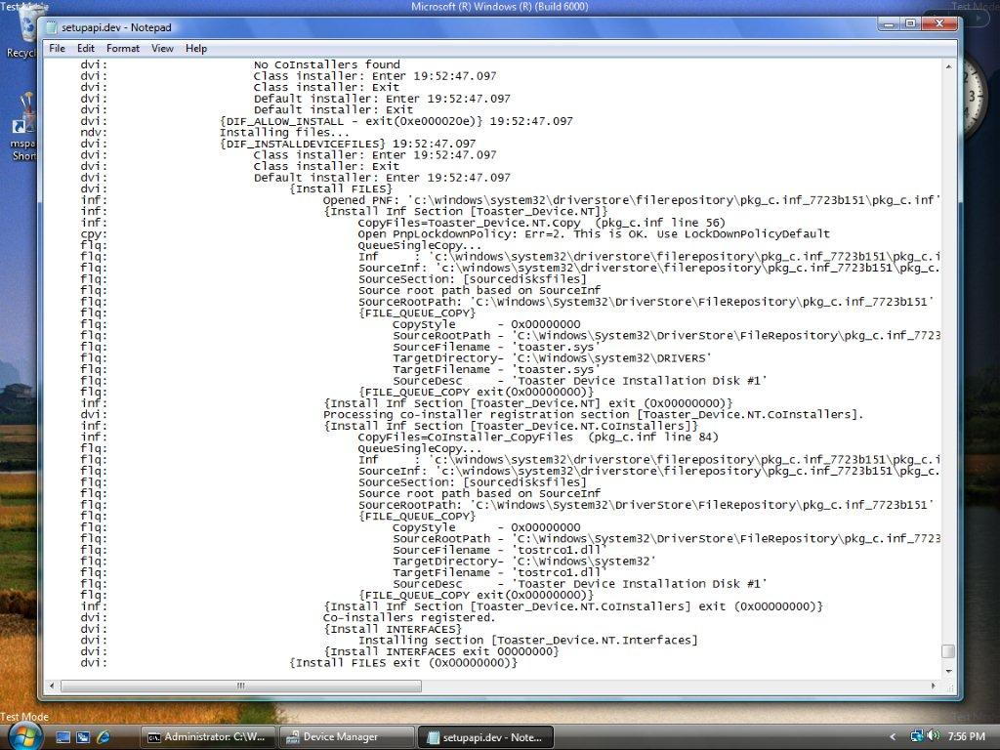 Test Mode
Microsoft (R) Windows (R) (Build 6000)
Test Mode
setupapi.dev - Notepad
File Edit Format View Help
dvi: No CoInstallers found
dvi: Class installer: Enter 19:52:47.097
dvi: Class installer: Exit
dvi: Default installer: Enter 19:52:47.097
dvi: Default installer: Exit
dvi: {DIF_ALLOW_INSTALL - exit(0xe000020e)} 19:52:47.097
ndv: Installing files...
dvi: {DIF_INSTALLDEVICEFILES} 19:52:47.097
dvi: Class installer: Enter 19:52:47.097
dvi: Class installer: Exit
dvi: Default installer: Enter 19:52:47.097
dvi: {Install FILES}
inf: Opened PNF: 'c:\windows\system32\driverstore\filerepository\pkg_c.inf_7723b151\pkg_c.inf'
inf: {Install Inf Section [Toaster_Device.NT]}
inf: CopyFiles=Toaster_Device.NT.Copy (pkg_c.inf line 56)
cpy: Open PnpLockdownPolicy: Err=2. This is OK. Use LockDownPolicyDefault
flq: QueueSingleCopy...
flq: Inf : 'c:\windows\system32\driverstore\filerepository\pkg_c.inf_7723b151\pkg_c.i
flq: SourceInf: 'c:\windows\system32\driverstore\filerepository\pkg_c.inf_7723b151\pkg_c.
flq: SourceSection: [sourcedisksfiles]
flq: Source root path based on SourceInf
flq: SourceRootPath: 'C:\Windows\System32\DriverStore\FileRepository\pkg_c.inf_7723b151'
flq: {FILE_QUEUE_COPY}
flq: CopyStyle - 0x00000000
flq: SourceRootPath - 'C:\Windows\System32\DriverStore\FileRepository\pkg_c.inf_7723
flq: SourceFilename - 'toaster.sys'
flq: TargetDirectory- 'C:\Windows\system32\DRIVERS'
flq: TargetFilename - 'toaster.sys'
flq: SourceDesc - 'Toaster Device Installation Disk #1'
flq: {FILE_QUEUE_COPY exit(0x00000000)}
inf: {Install Inf Section [Toaster_Device.NT] exit (0x00000000)}
dvi: Processing co-installer registration section [Toaster_Device.NT.CoInstallers].
inf: {Install Inf Section [Toaster_Device.NT.CoInstallers]}
inf: CopyFiles=CoInstaller_CopyFiles (pkg_c.inf line 84)
flq: QueueSingleCopy...
flq: Inf : 'c:\windows\system32\driverstore\filerepository\pkg_c.inf_7723b151\pkg_c.i
flq: SourceInf: 'c:\windows\system32\driverstore\filerepository\pkg_c.inf_7723b151\pkg_c.
flq: SourceSection: [sourcedisksfiles]
flq: Source root path based on SourceInf
flq: SourceRootPath: 'C:\Windows\System32\DriverStore\FileRepository\pkg_c.inf_7723b151'
flq: {FILE_QUEUE_COPY}
flq: CopyStyle - 0x00000000
flq: SourceRootPath - 'C:\Windows\System32\DriverStore\FileRepository\pkg_c.inf_7723
flq: SourceFilename - 'tostrco1.dll'
flq: TargetDirectory- 'C:\Windows\system32'
flq: TargetFilename - 'tostrco1.dll'
flq: SourceDesc - 'Toaster Device Installation Disk #1'
flq: {FILE_QUEUE_COPY exit(0x00000000)}
inf: {Install Inf Section [Toaster_Device.NT.CoInstallers] exit (0x00000000)}
dvi: Co-installers registered.
dvi: {Install INTERFACES}
dvi: Installing section [Toaster_Device.NT.Interfaces]
dvi: {Install INTERFACES exit 00000000}
dvi: {Install FILES exit (0x00000000)}
Recyc
mspa
Short
2
3
4
Test Mode
Administrator: C:\W...
Device Manager
setupapi.dev - Note...
7:56 PM